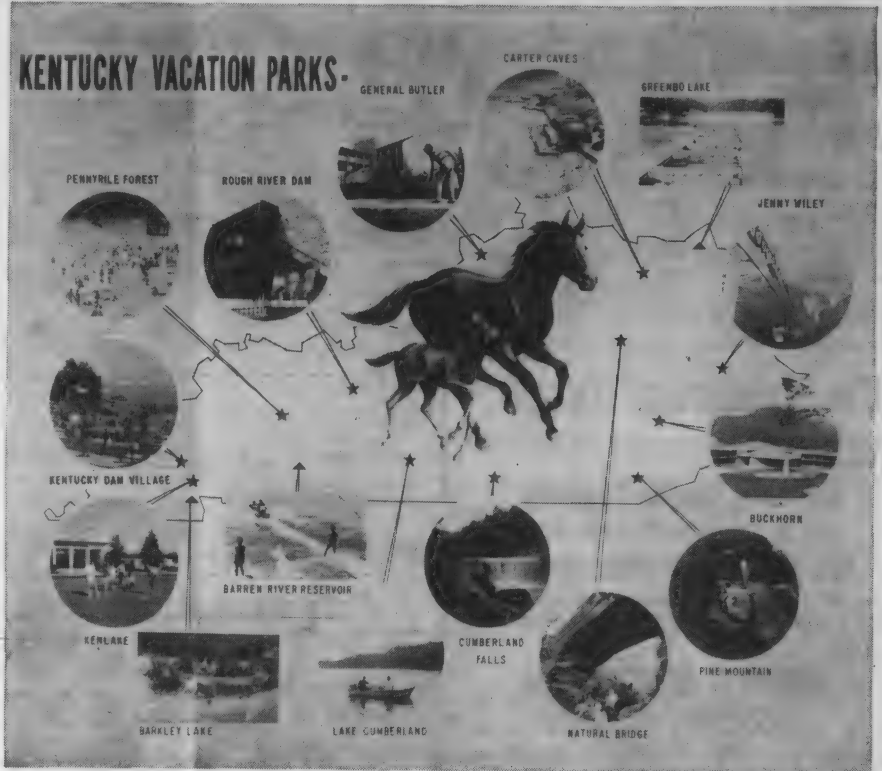 KENTUCKY VACATION PARKS-
CARTER CAVES
GENERAL BUTLER
GREENBO LAKE
PENNYRILE FOREST
ROUGH RIVER DAM
JENNY WILEY
KENTUCKY DAM VILLAGE
BUCKHORN
BARREN RIVER RESERVOIR
KENLAKE
CUMBERLAND
FALLS
PINE MOUNTAIN
BARKLEY LAKE
LAKE CUMBERLAND
NATURAL BRIDGE